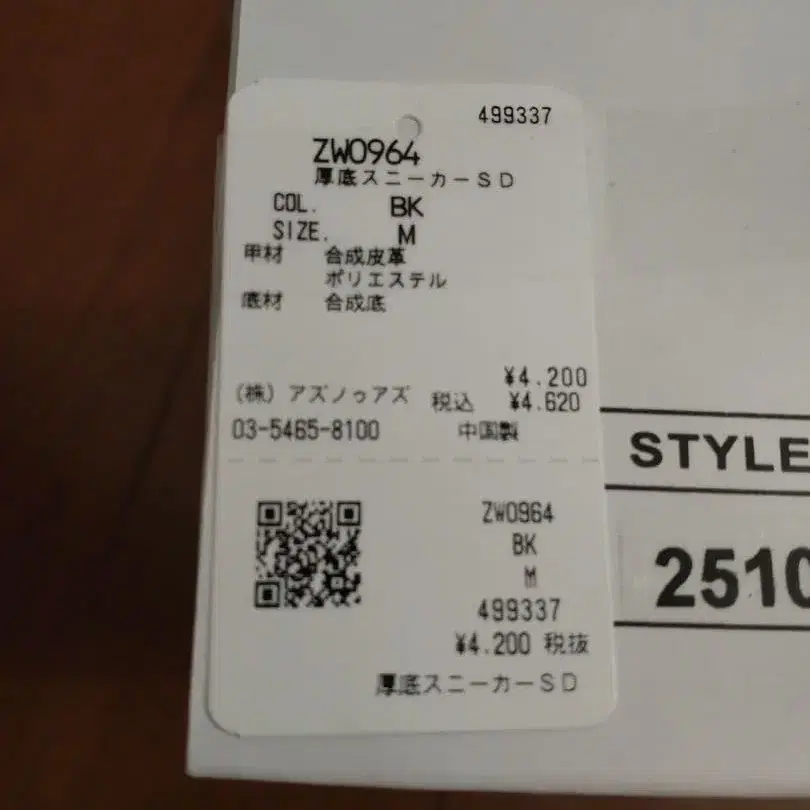 499337
ZW0964
厚底スニーカーSD
COL. BK
SIZE. M
甲材 合成皮革
ポリエステル
底材 合成底
¥4.200
(株)アズノゥアズ 税込 ¥4.620
03-5465-8100 中国製
ZW0964
BK
M
499337
¥4.200 税抜
厚底スニーカーSD
STYLE
2510